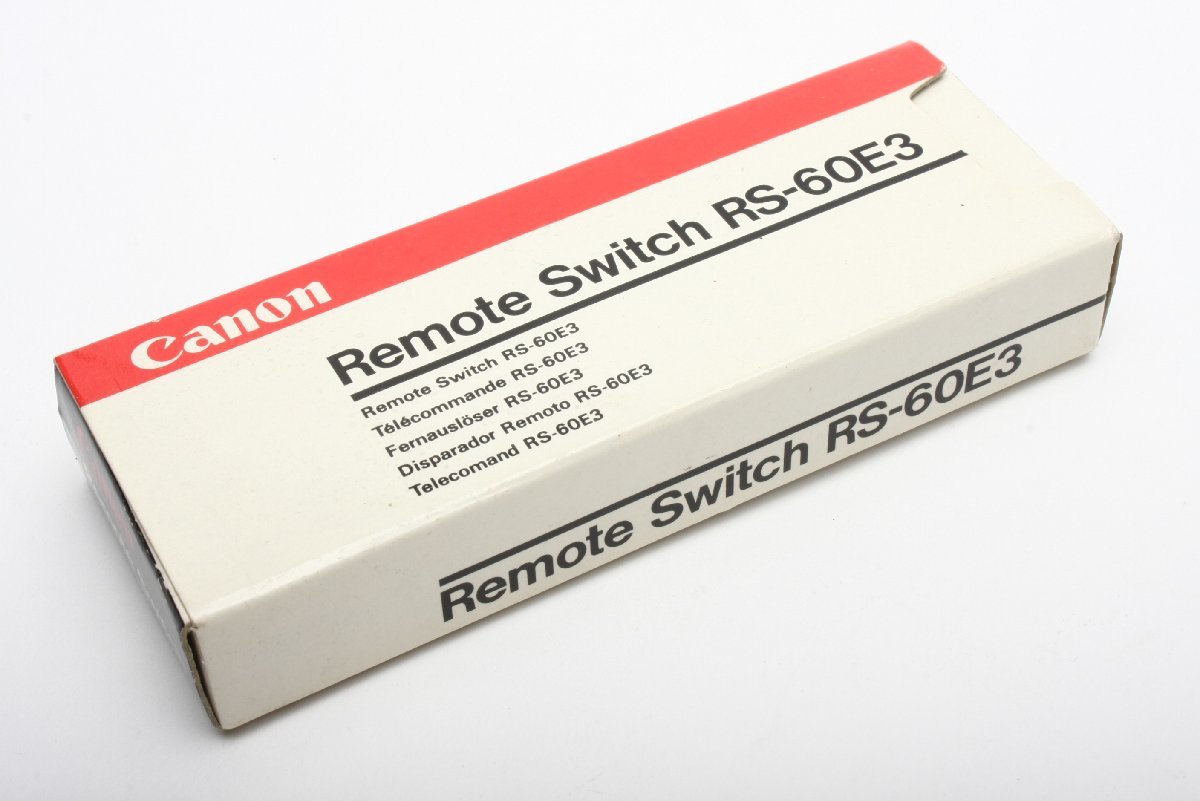 Canon
Remote Switch RS-60E3
Remote Switch RS-60E3
Télécommande RS-60E3
Fernauslöser RS-60E3
Disparador Remoto RS-60E3
Telecomand RS-60E3
Remote Switch RS-60E3